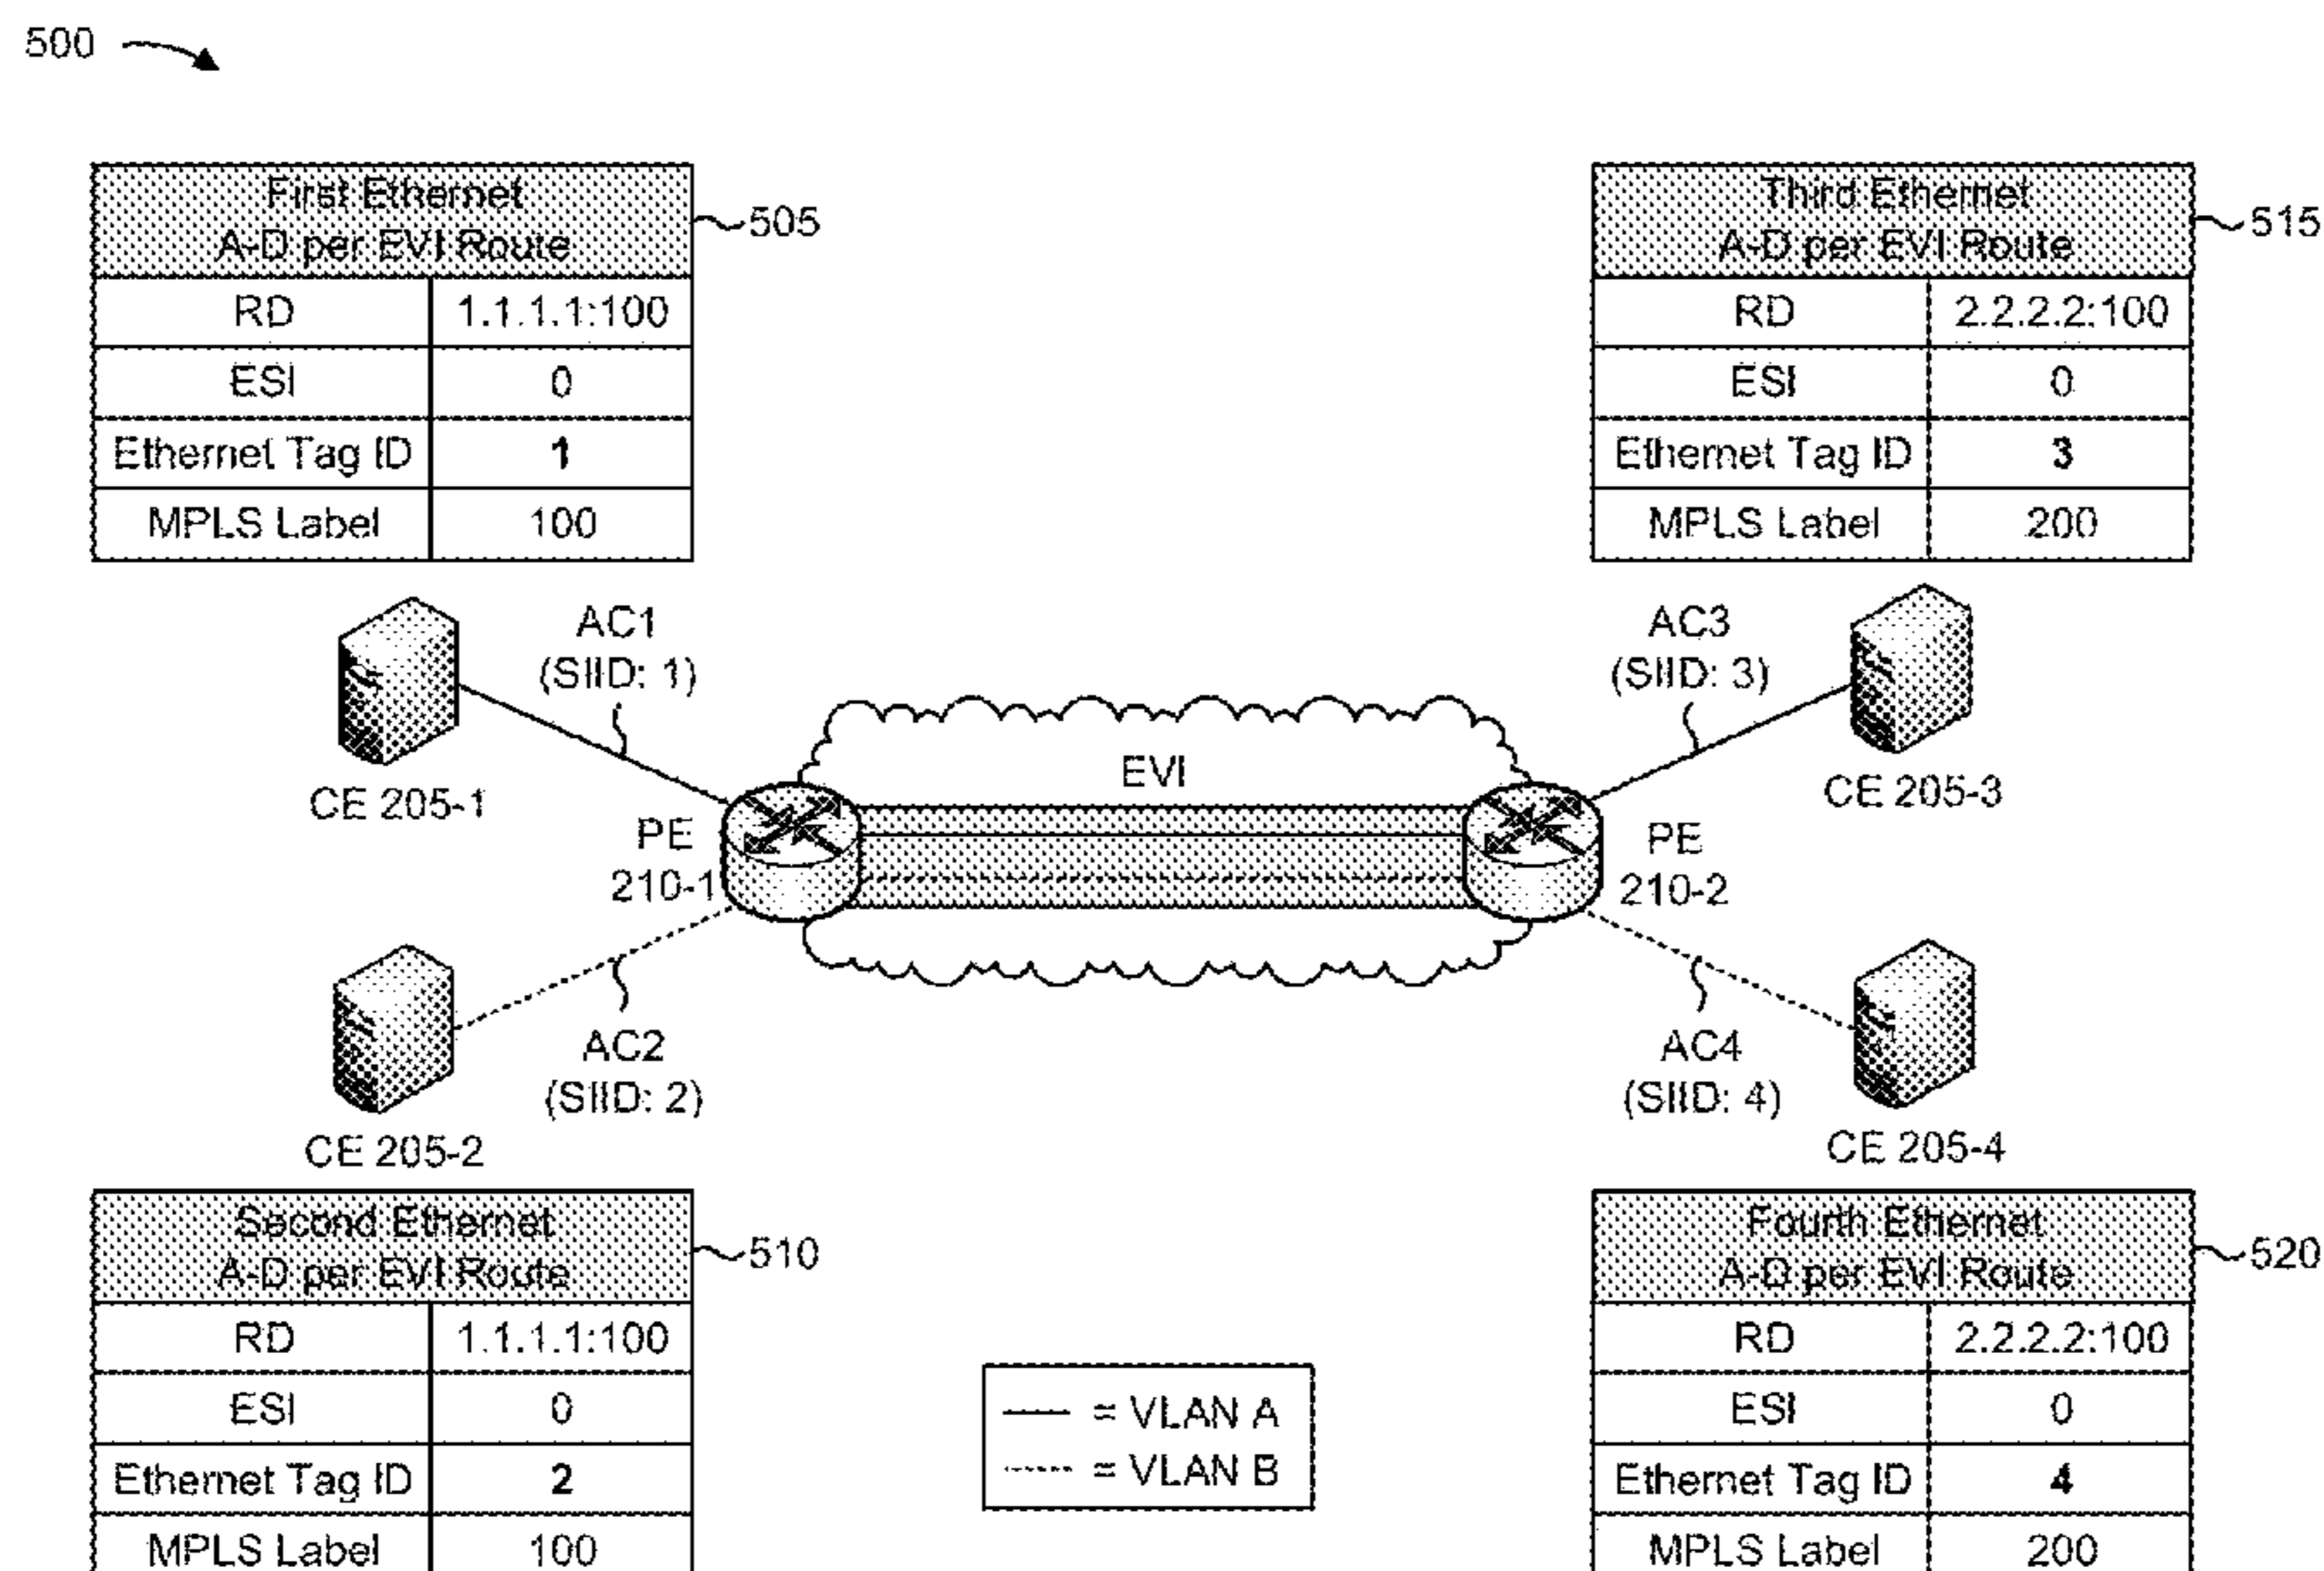 500
First Ethernet
A-D per EVI Route
505
RD 1.1.1.1:100
ESI 0
Ethernet Tag ID 1
MPLS Label 100
Third Ethernet
A-D per EVI Route
515
RD 2.2.2.2:100
ESI 0
Ethernet Tag ID 3
MPLS Label 200
AC1
(SIID: 1)
CE 205-1
AC3
(SIID: 3)
CE 205-3
EVI
PE
210-1
PE
210-2
AC2
(SIID: 2)
CE 205-2
AC4
(SIID: 4)
CE 205-4
Second Ethernet
A-D per EVI Route
510
RD 1.1.1.1:100
ESI 0
Ethernet Tag ID 2
MPLS Label 100
= VLAN A
= VLAN B
Fourth Ethernet
A-D per EVI Route
520
RD 2.2.2.2:100
ESI 0
Ethernet Tag ID 4
MPLS Label 200